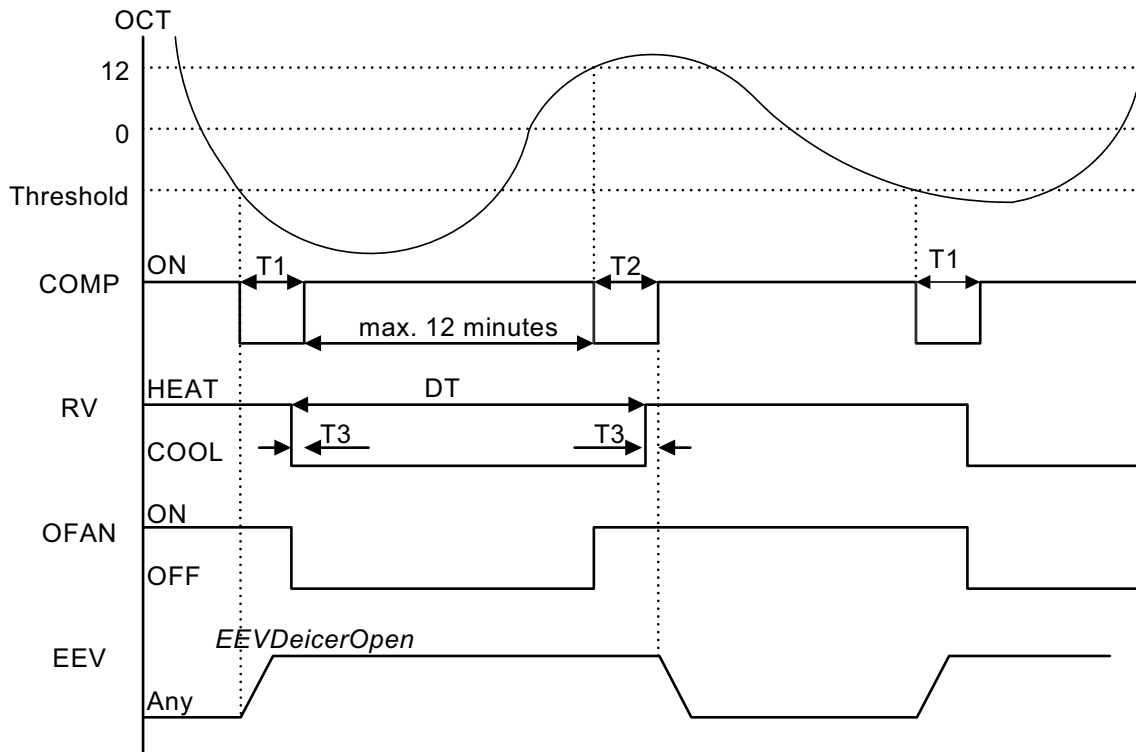 OCT
12
0
Threshold
ON
T1
T2
T1
COMP
max. 12 minutes
HEAT
DT
RV
T3
T3
COOL
ON
OFAN
OFF
EEVDeicerOpen
EEV
Any